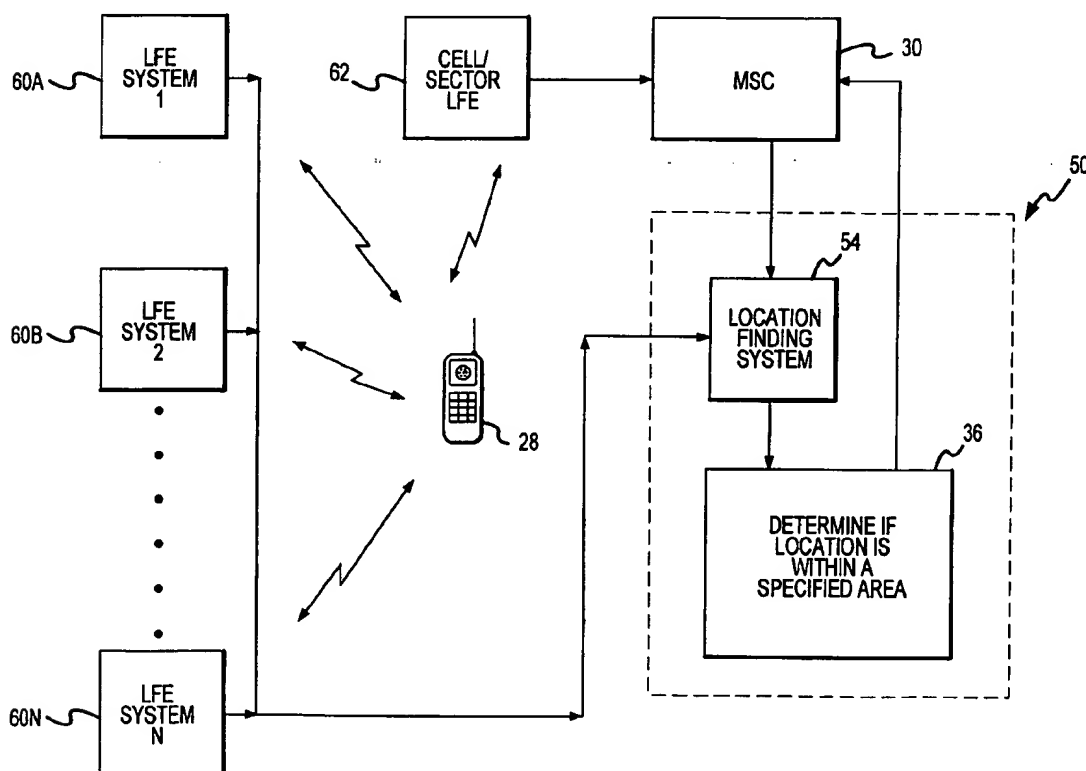 60A
LFE
SYSTEM
1
62
CELL/
SECTOR
LFE
30
MSC
50
60B
LFE
SYSTEM
2
28
54
LOCATION
FINDING
SYSTEM
36
DETERMINE IF
LOCATION IS
WITHIN A
SPECIFIED AREA
60N
LFE
SYSTEM
N